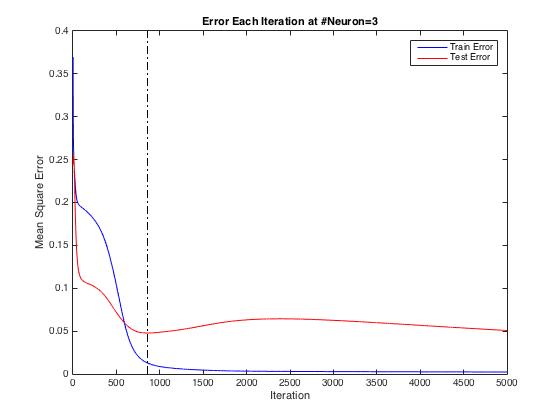 Error Each Iteration at #Neuron=3
Train Error
Test Error
Mean Square Error
0.4
0.35
0.3
0.25
0.2
0.15
0.1
0.05
0
0 500 1000 1500 2000 2500 3000 3500 4000 4500 5000
Iteration